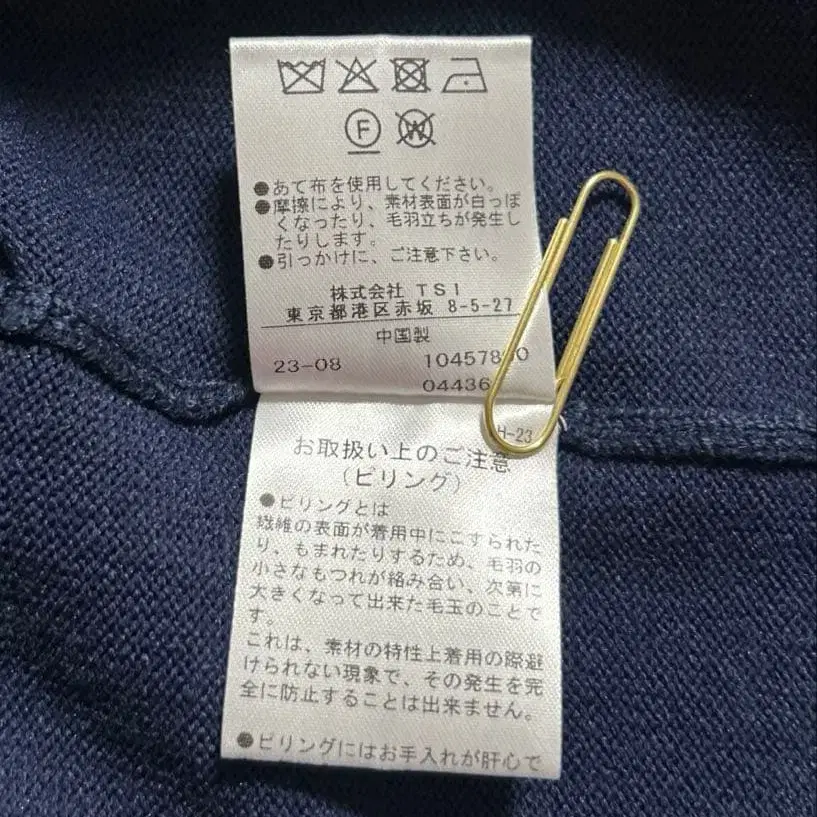 F
W
●あて布を使用してください。
●摩擦により、素材表面が白っぽ
くなったり、毛羽立ちが発生し
たりします。
●引っかけに、ご注意下さい。
株式会社 TSI
東京都港区赤坂 8-5-27
中国製
23-08
H-23
お取扱い上のご注意
(ピリング)
●ピリングとは
繊維の表面が着用中にこすられた
り、もまれたりするため、毛羽の
小さなもつれが絡み合い、次第に
大きくなって出来た毛玉のことで
す。
これは、素材の特性上着用の際避
けられない現象で、その発生を完
全に防止することは出来ません。
●ピリングにはお手入れが肝心で